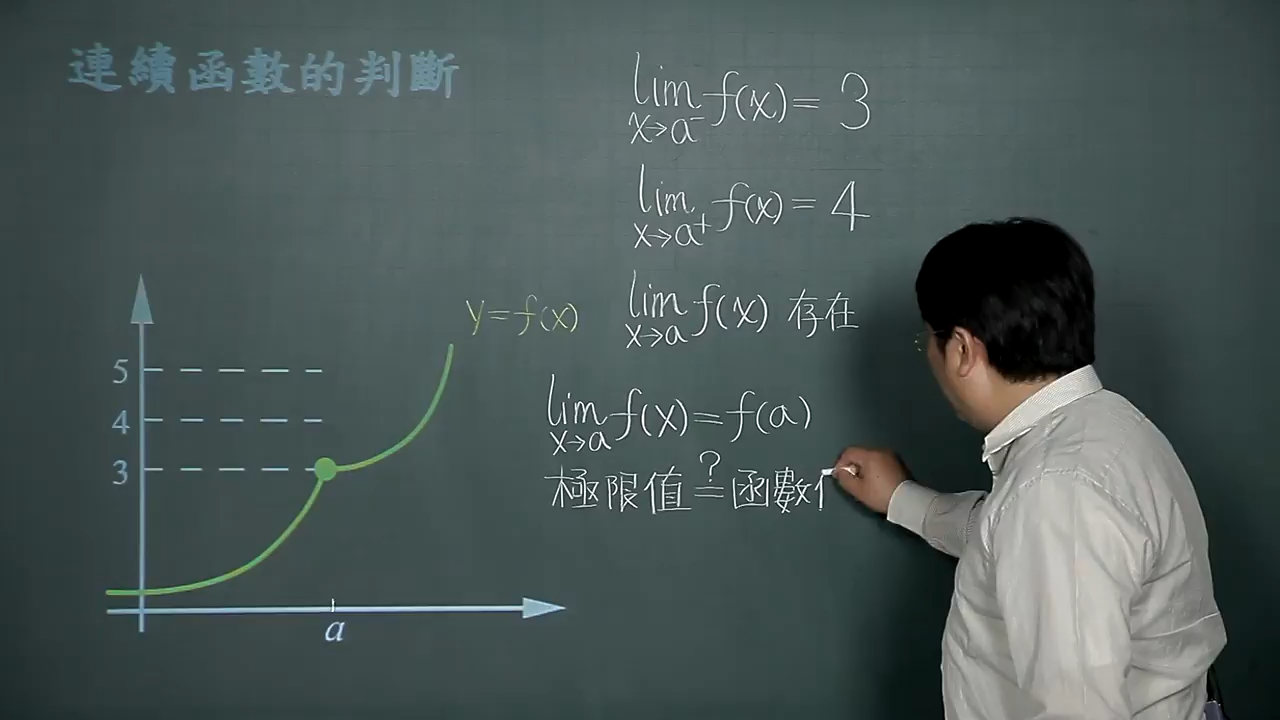 連續函數的判斷
lim f(x) = 3
x→a⁻
lim f(x) = 4
x→a⁺
y=f(x)
lim f(x) 存在
x→a
5
4
3
lim f(x) = f(a)
x→a
極限值 ≟ 函數
a